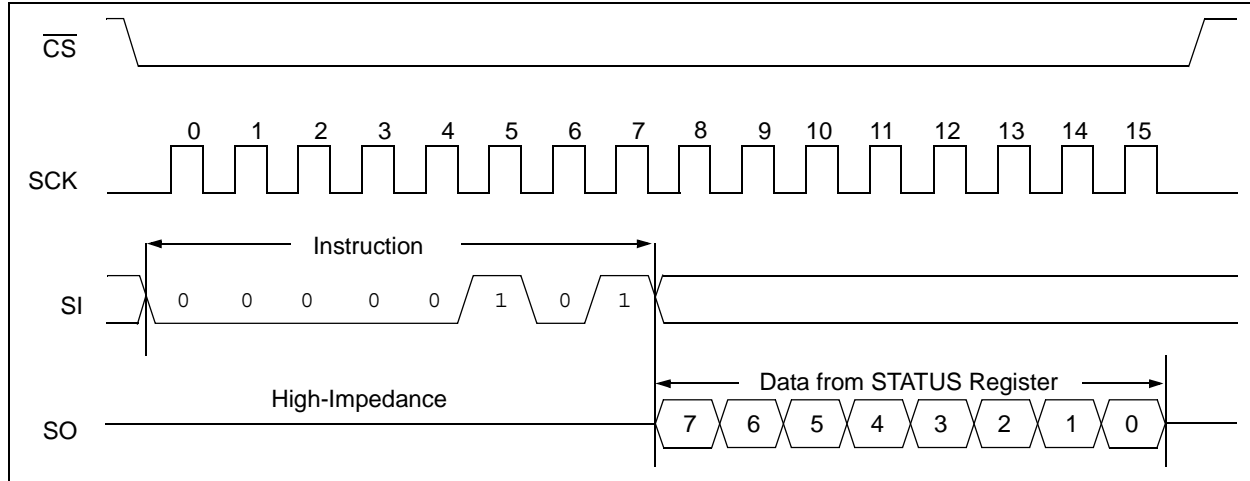 CS
0 1 2 3 4 5 6 7 8 9 10 11 12 13 14 15
SCK
Instruction
SI 0 0 0 0 0 1 0 1
Data from STATUS Register
High-Impedance
SO 7 6 5 4 3 2 1 0